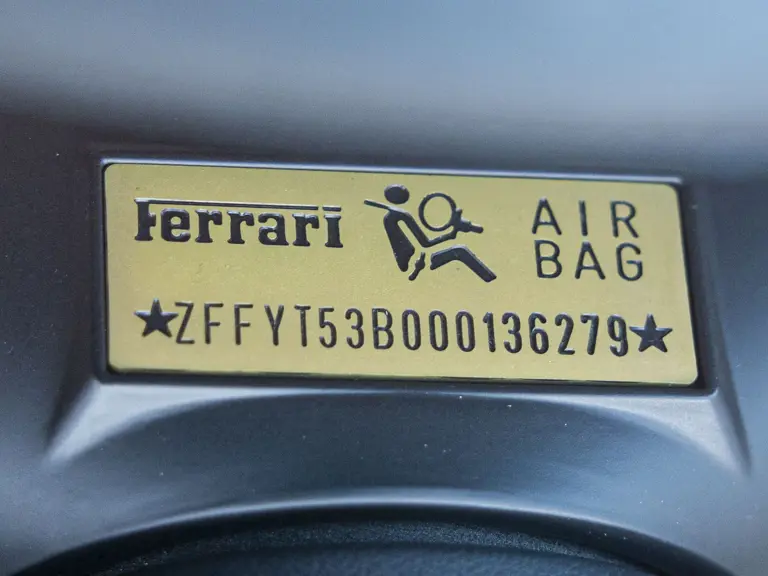 Ferrari
AIR
BAG
★ZFFYT53B000136279★